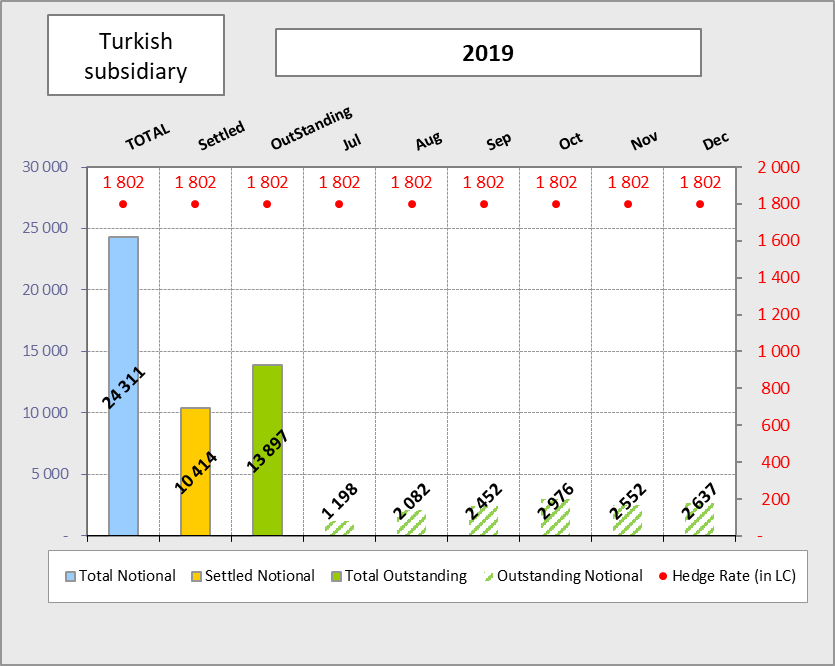 Turkish
subsidiary
2019
TOTAL Settled OutStanding Jul Aug Sep Oct Nov Dec
30 000 1 802 1 802 1 802 1 802 1 802 1 802 1 802 1 802 1 802 2 000
1 800
25 000
1 600
1 400
20 000
1 200
15 000 1 000
24 311
800
10 000
13 897
600
10 414
5 000
400
1 198 2 082 2 452 2 976 2 552 2 637
200
- -
Total Notional Settled Notional Total Outstanding Outstanding Notional Hedge Rate (in LC)